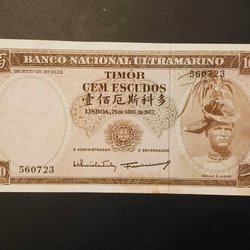 BANCO NACIONAL ULTRAMARINO
TIMOR
560723
CEM ESCUDOS
壹佰厄斯科多
LISBOA, 25 DE ABRIL DE 1963
O ADMINISTRADOR
O GOVERNADOR
560723